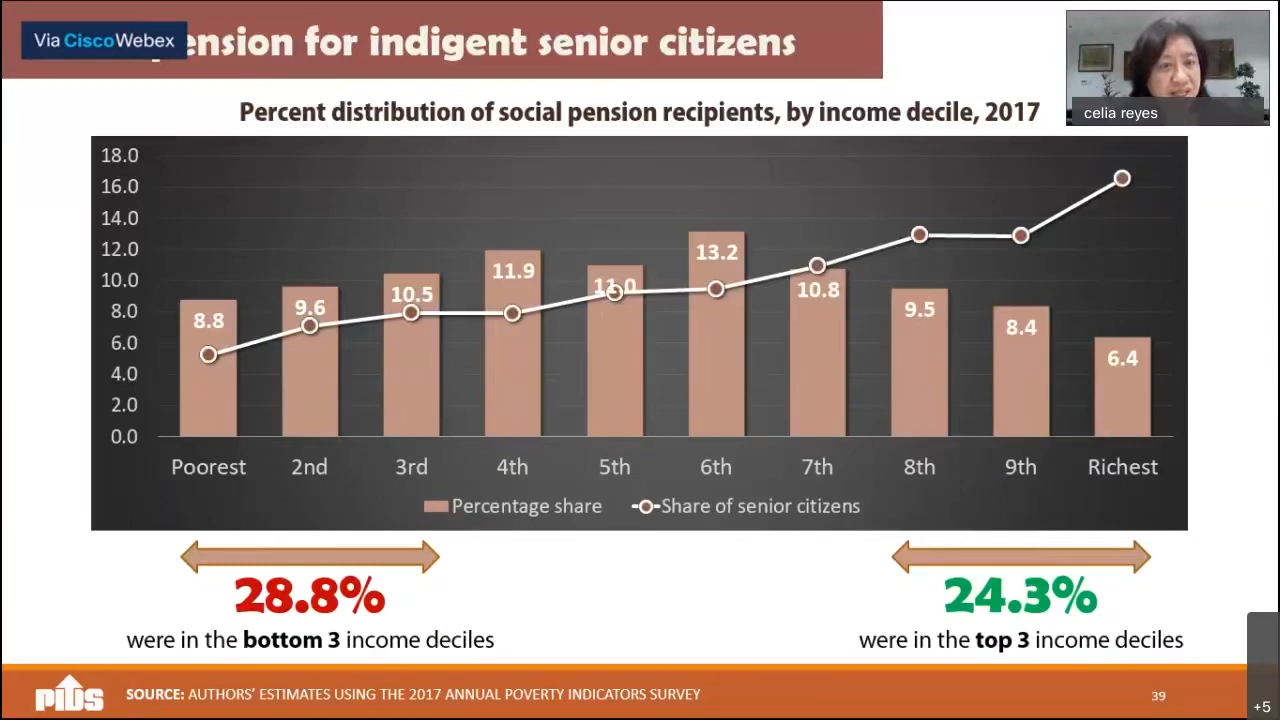 Via Cisco Webex
ension for indigent senior citizens
celia reyes
Percent distribution of social pension recipients, by income decile, 2017
18.0
16.0
14.0
12.0
10.0
8.0
6.0
4.0
2.0
0.0
8.8
9.6
10.5
11.9
11.0
13.2
10.8
9.5
8.4
6.4
Poorest 2nd 3rd 4th 5th 6th 7th 8th 9th Richest
Percentage share Share of senior citizens
28.8%
were in the bottom 3 income deciles
24.3%
were in the top 3 income deciles
pids
SOURCE: AUTHORS' ESTIMATES USING THE 2017 ANNUAL POVERTY INDICATORS SURVEY
39
+5